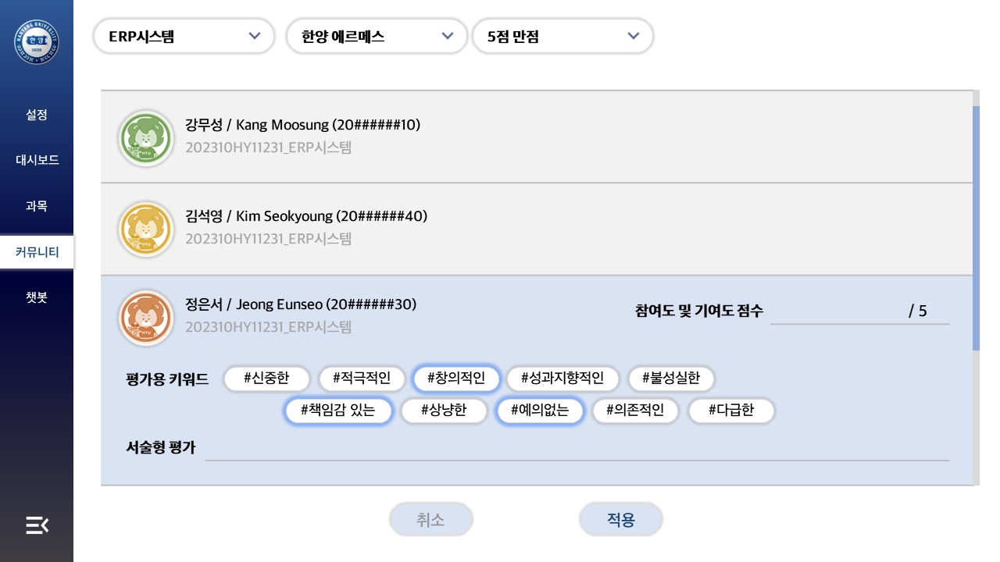 HANYANG UNIVERSITY
한양
1939
ERP시스템
한양 에르메스
5점 만점
설정
대시보드
과목
커뮤니티
챗봇
강무성 / Kang Moosung (20######10)
202310HY11231_ERP시스템
김석영 / Kim Seokyoung (20######40)
202310HY11231_ERP시스템
정은서 / Jeong Eunseo (20######30)
202310HY11231_ERP시스템
참여도 및 기여도 점수 / 5
평가용 키워드 #신중한 #적극적인 #창의적인 #성과지향적인 #불성실한
#책임감 있는 #상냥한 #예의없는 #의존적인 #다급한
서술형 평가
취소 적용
HYU
HYU
HYU